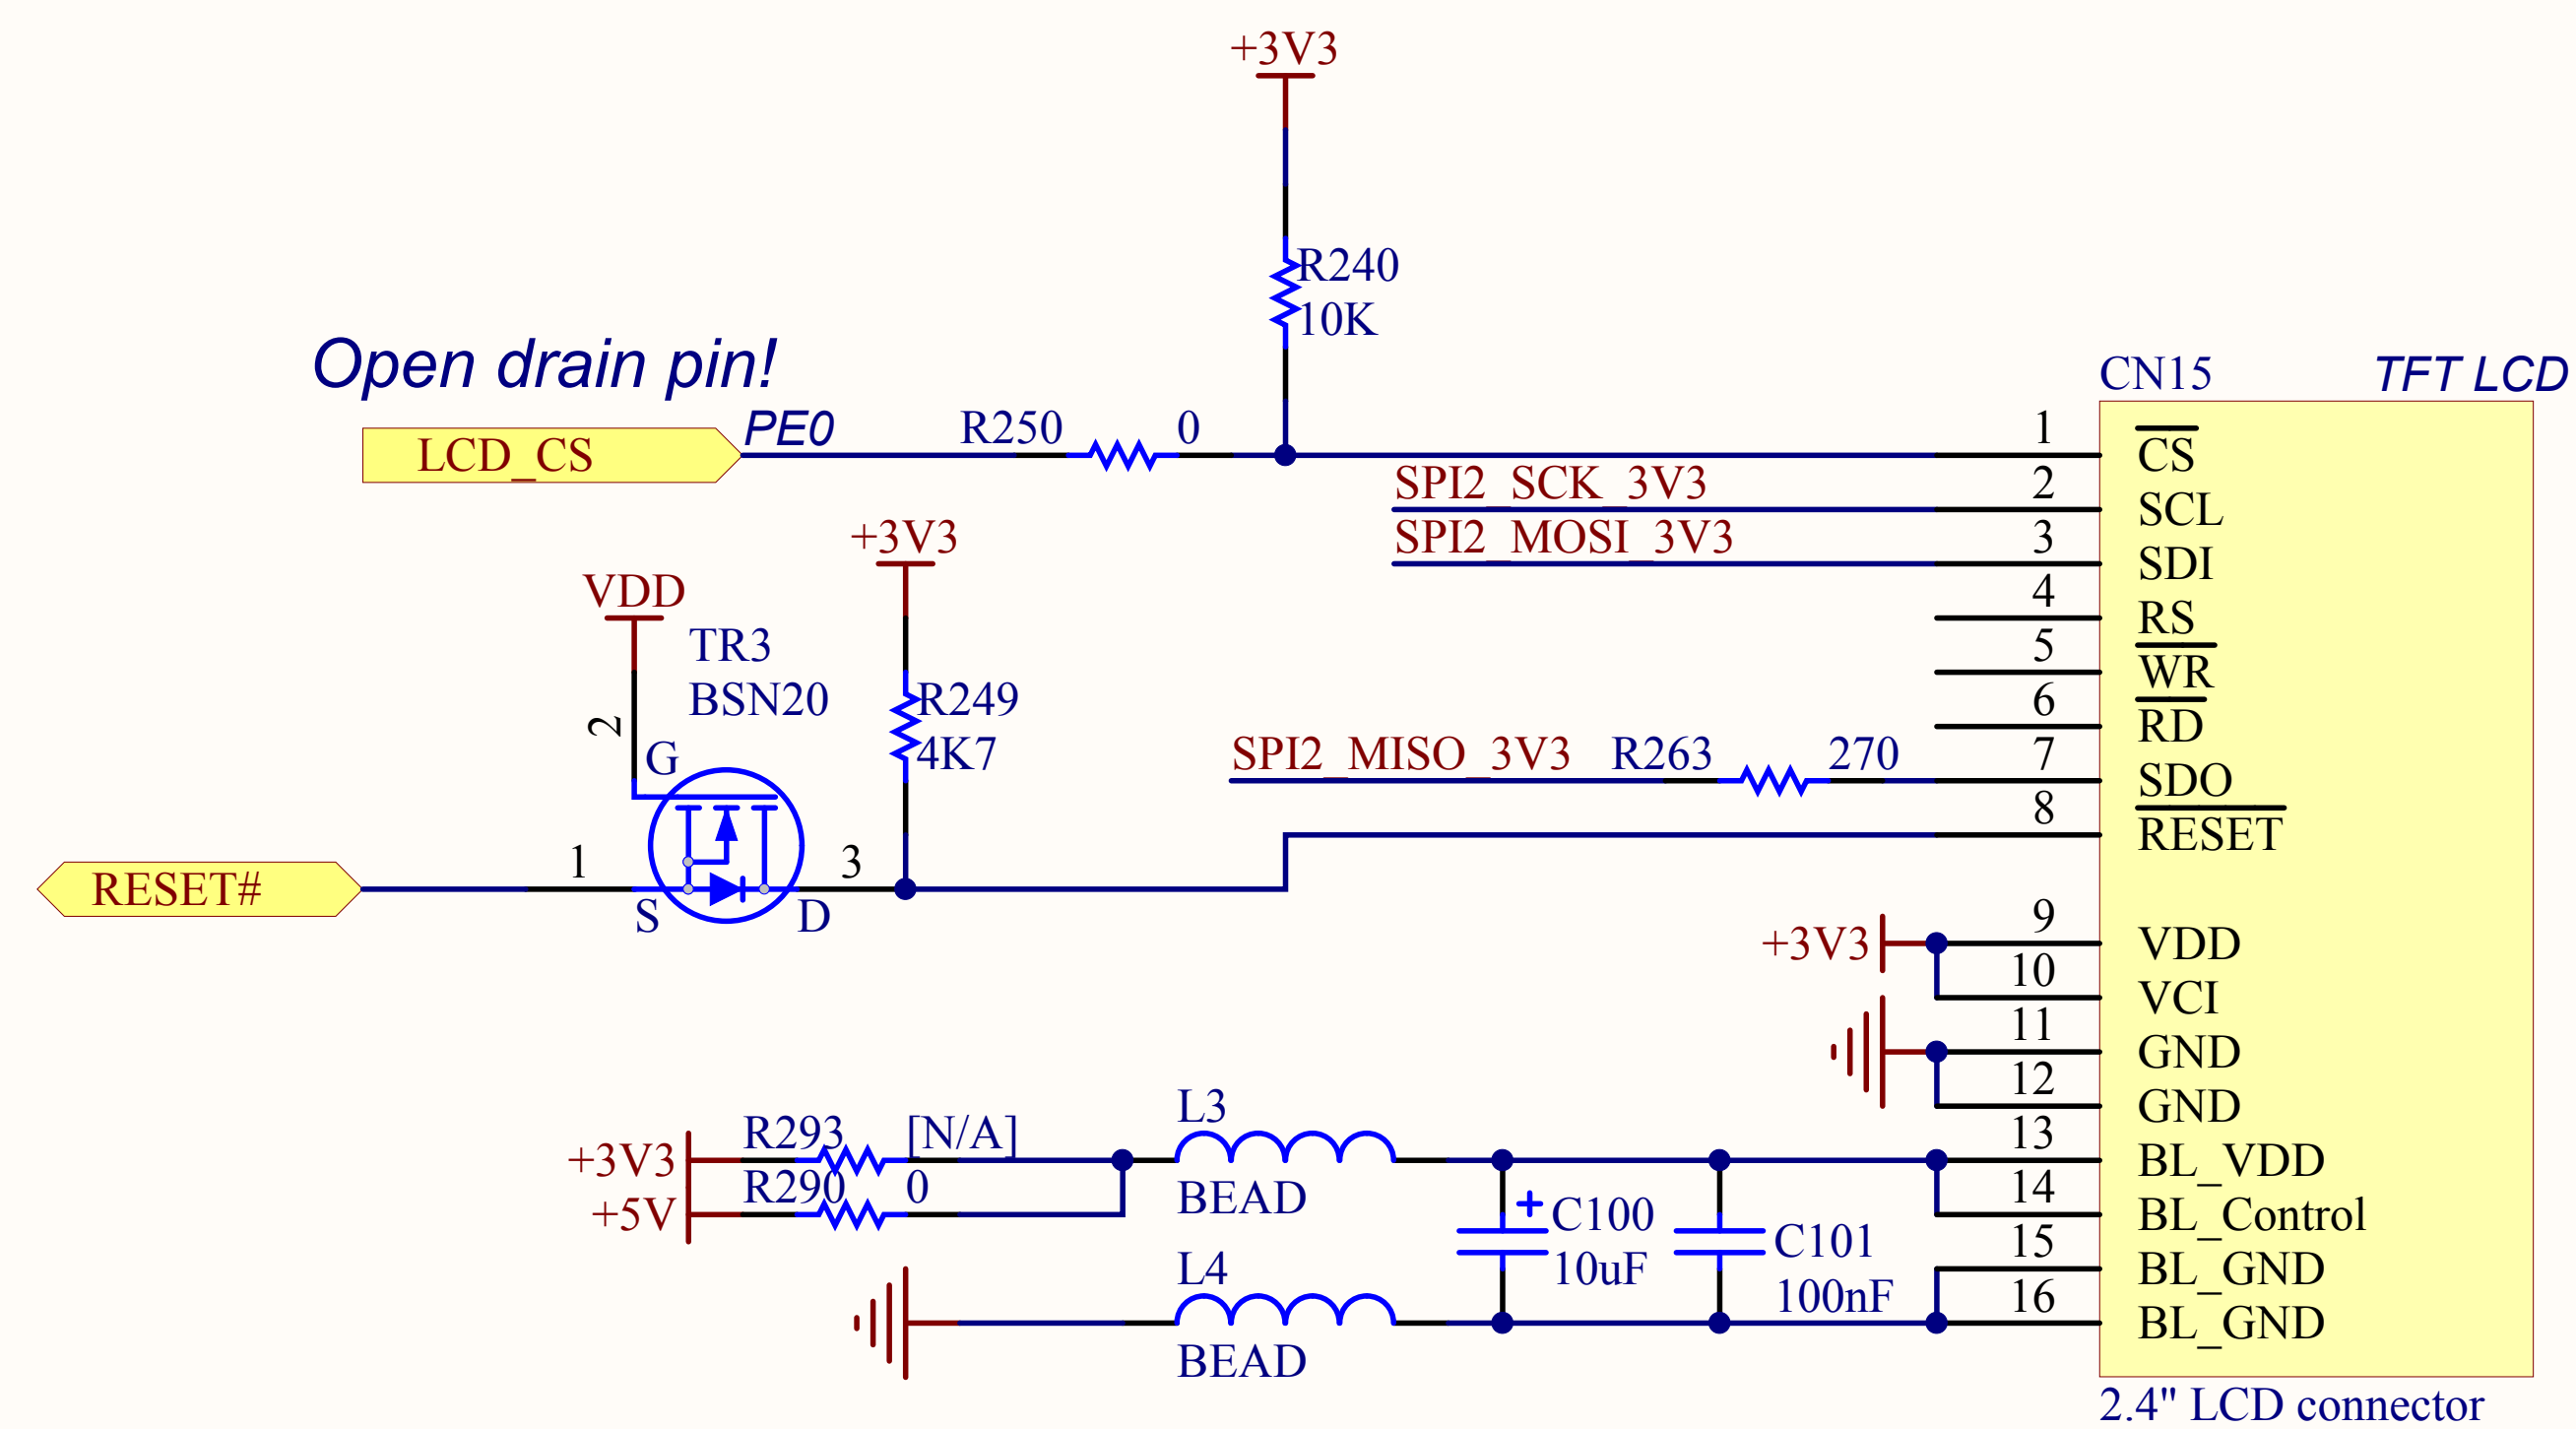 +3V3
R240
10K
Open drain pin!
LCD_CS
PE0
R250
0
CN15
TFT LCD
1
CS
SPI2_SCK_3V3
2
SCL
SPI2_MOSI_3V3
3
SDI
4
RS
5
WR
6
RD
SPI2_MISO_3V3
R263
270
7
SDO
8
RESET
+3V3
R249
4K7
VDD
TR3
BSN20
2
G
RESET#
1
S
D
3
+3V3
9
VDD
10
VCI
11
GND
12
GND
13
BL_VDD
14
BL_Control
15
BL_GND
16
BL_GND
+3V3
R293
[N/A]
+5V
R290
0
L3
BEAD
L4
BEAD
+
C100
10uF
C101
100nF
2.4" LCD connector